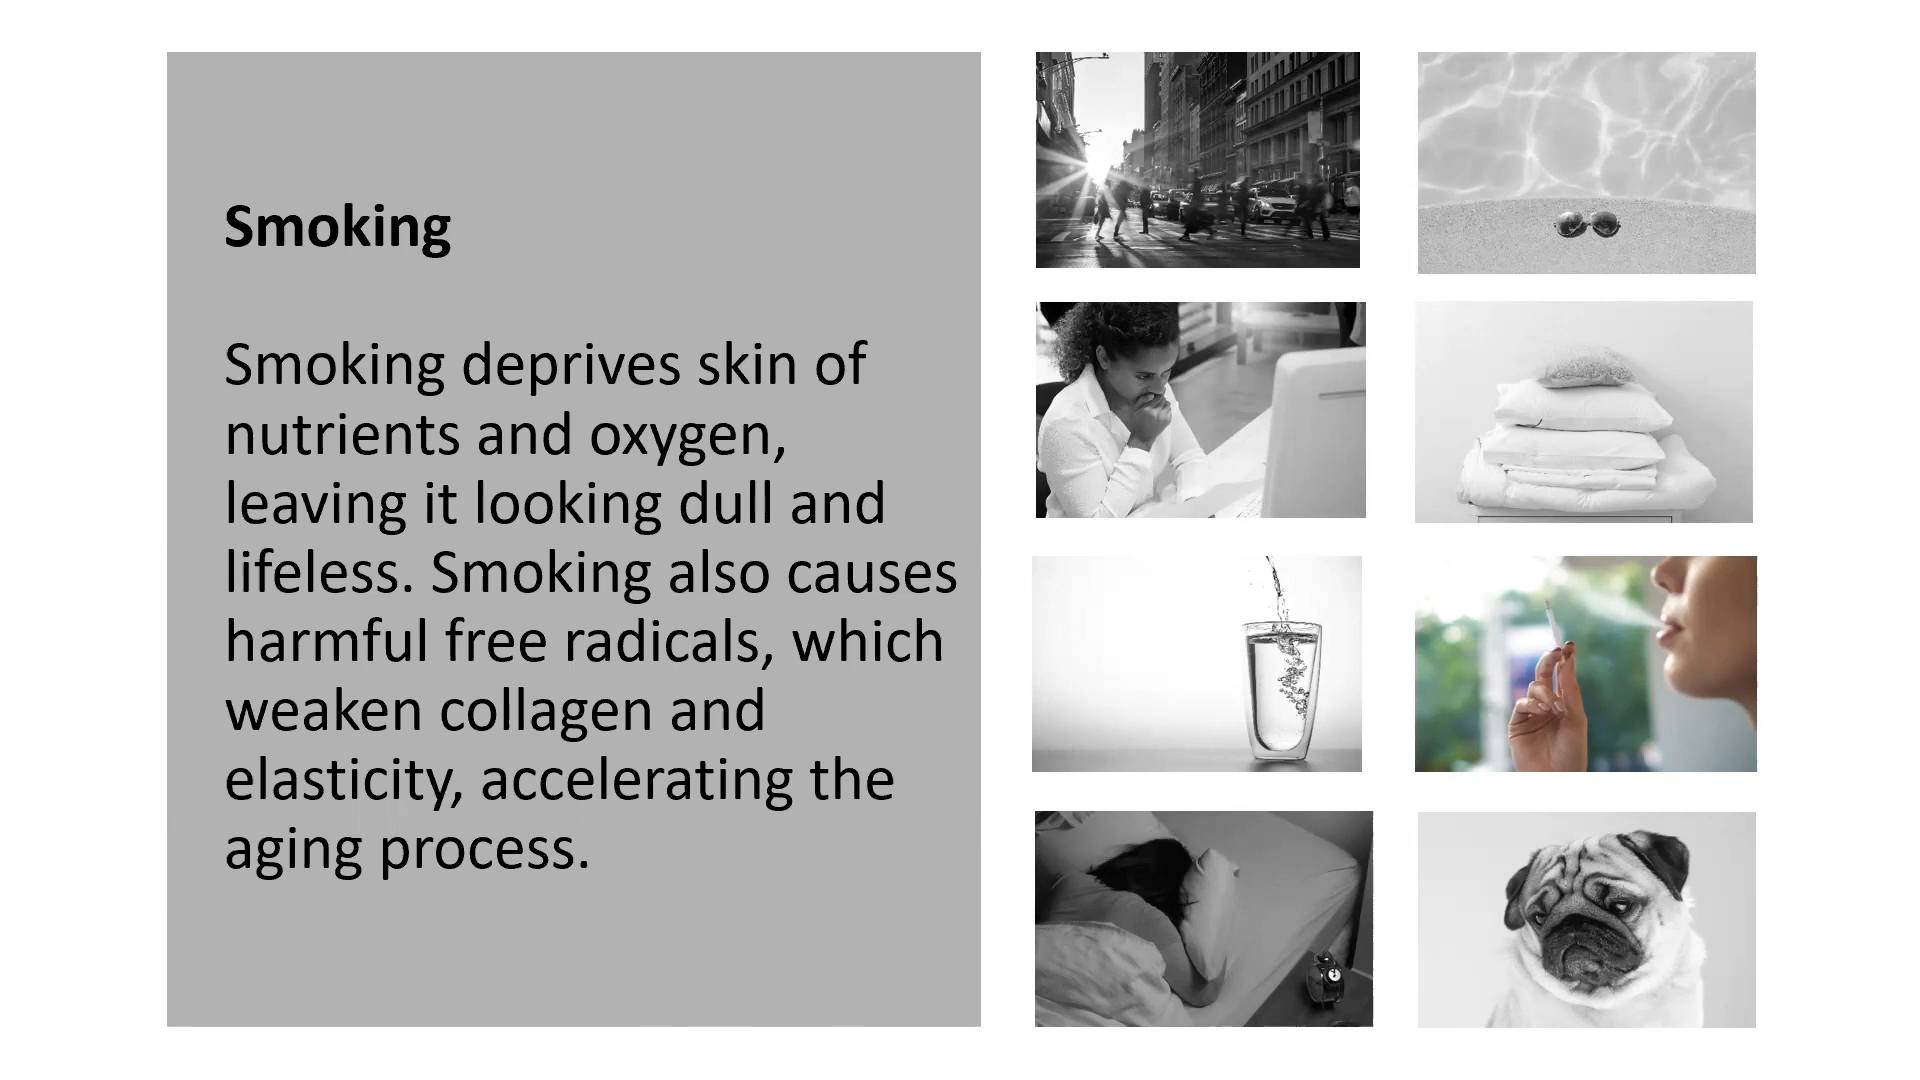 Smoking
Smoking deprives skin of
nutrients and oxygen,
leaving it looking dull and
lifeless. Smoking also causes
harmful free radicals, which
weaken collagen and
elasticity, accelerating the
aging process.